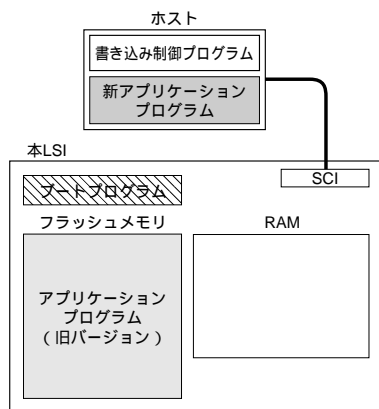 ホスト
書き込み制御プログラム
新アプリケーション
プログラム
本LSI
SCI
ブートプログラム
フラッシュメモリ
RAM
アプリケーション
プログラム
(旧バージョン)